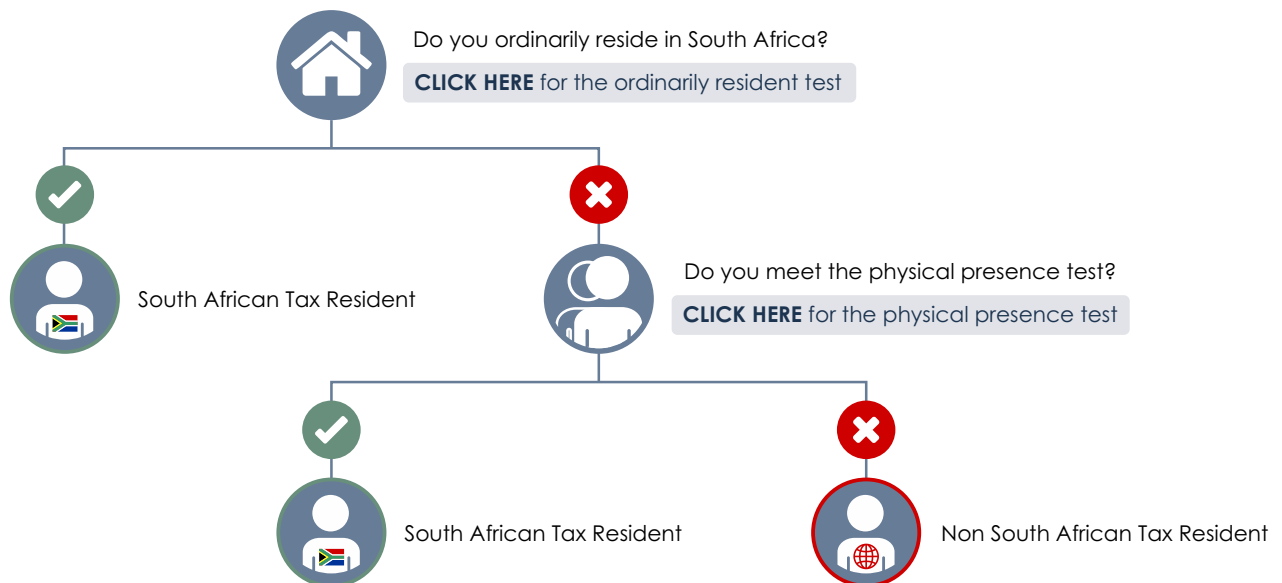 Do you ordinarily reside in South Africa?
CLICK HERE for the ordinarily resident test
South African Tax Resident
Do you meet the physical presence test?
CLICK HERE for the physical presence test
South African Tax Resident
Non South African Tax Resident